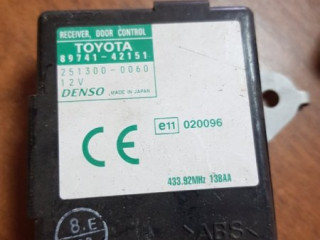 RECEIVER, DOOR CONTROL
TOYOTA
89741-42151
251300-0060
12V
DENSO MADE IN JAPAN
e11 020096
CE
433.92MHz 138AA
8.E
>ABS<